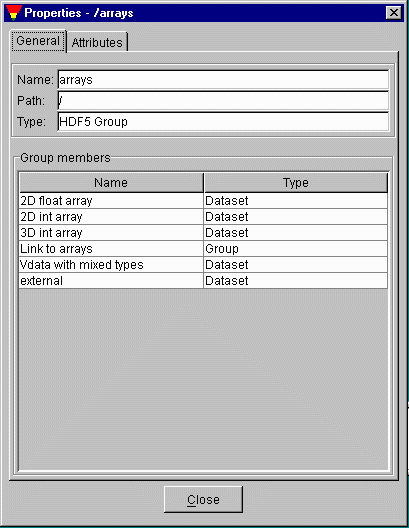 Properties - /arrays
General Attributes
Name: arrays
Path: /
Type: HDF5 Group
Group members
Name Type
2D float array Dataset
2D int array Dataset
3D int array Dataset
Link to arrays Group
Vdata with mixed types Dataset
external Dataset
Close